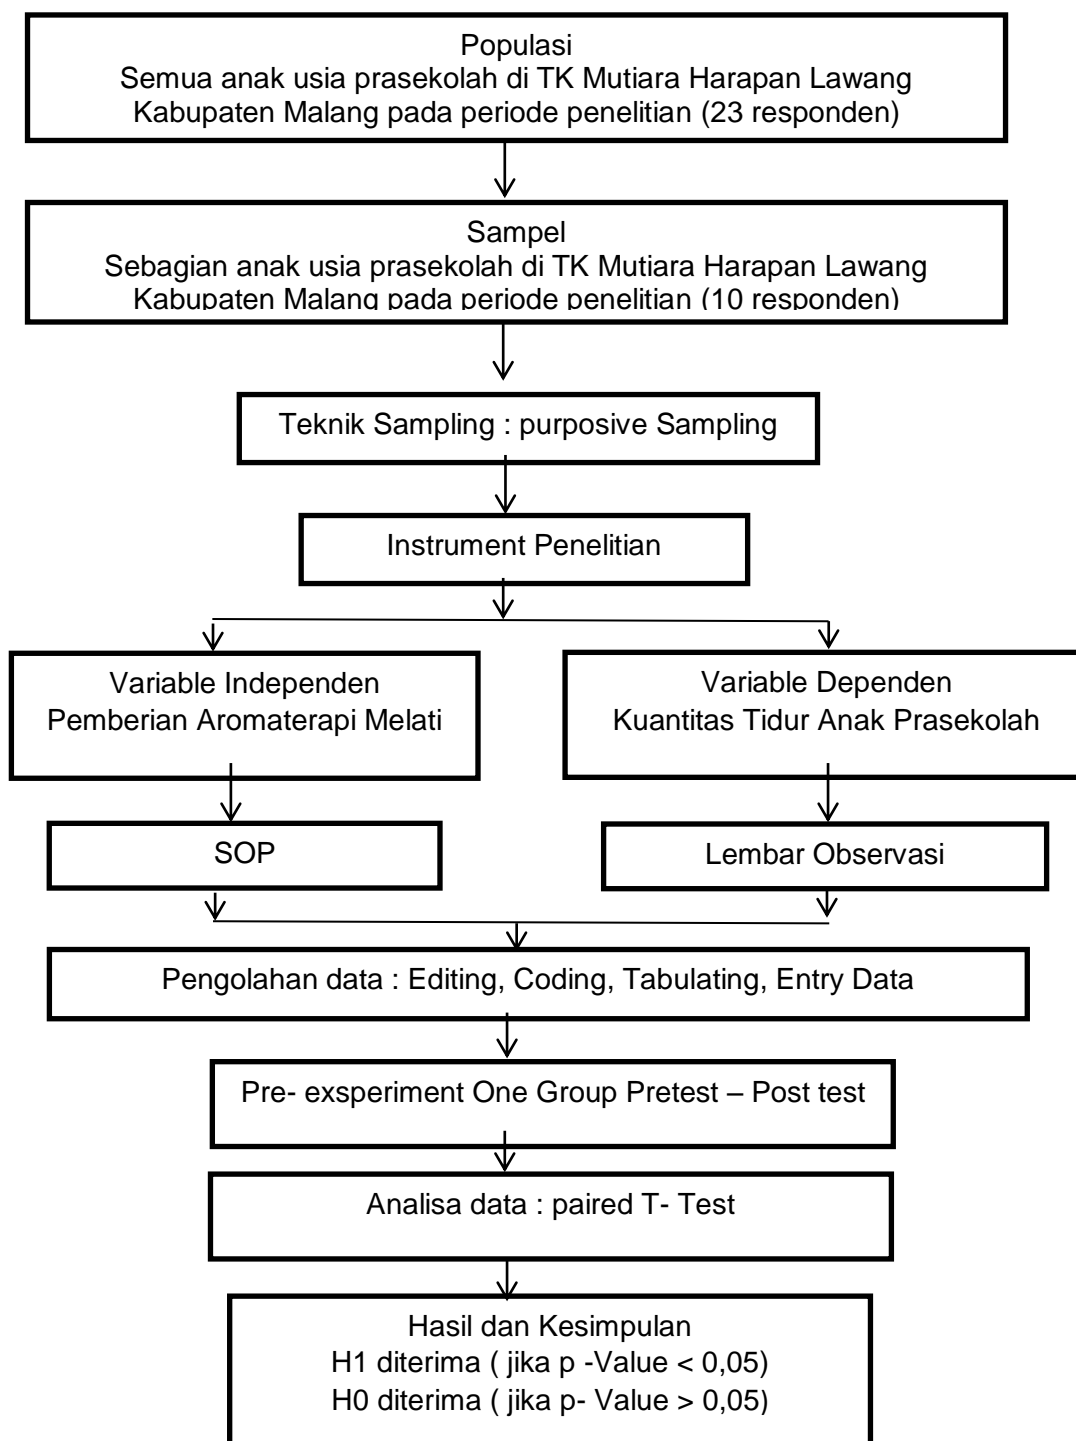 Populasi
Semua anak usia prasekolah di TK Mutiara Harapan Lawang
Kabupaten Malang pada periode penelitian (23 responden)
Sampel
Sebagian anak usia prasekolah di TK Mutiara Harapan Lawang
Kabupaten Malang pada periode penelitian (10 responden)
Teknik Sampling : purposive Sampling
Instrument Penelitian
Variable Independen
Pemberian Aromaterapi Melati
Variable Dependen
Kuantitas Tidur Anak Prasekolah
SOP
Lembar Observasi
Pengolahan data : Editing, Coding, Tabulating, Entry Data
Pre- exsperiment One Group Pretest – Post test
Analisa data : paired T- Test
Hasil dan Kesimpulan
H1 diterima ( jika p -Value < 0,05)
H0 diterima ( jika p- Value > 0,05)